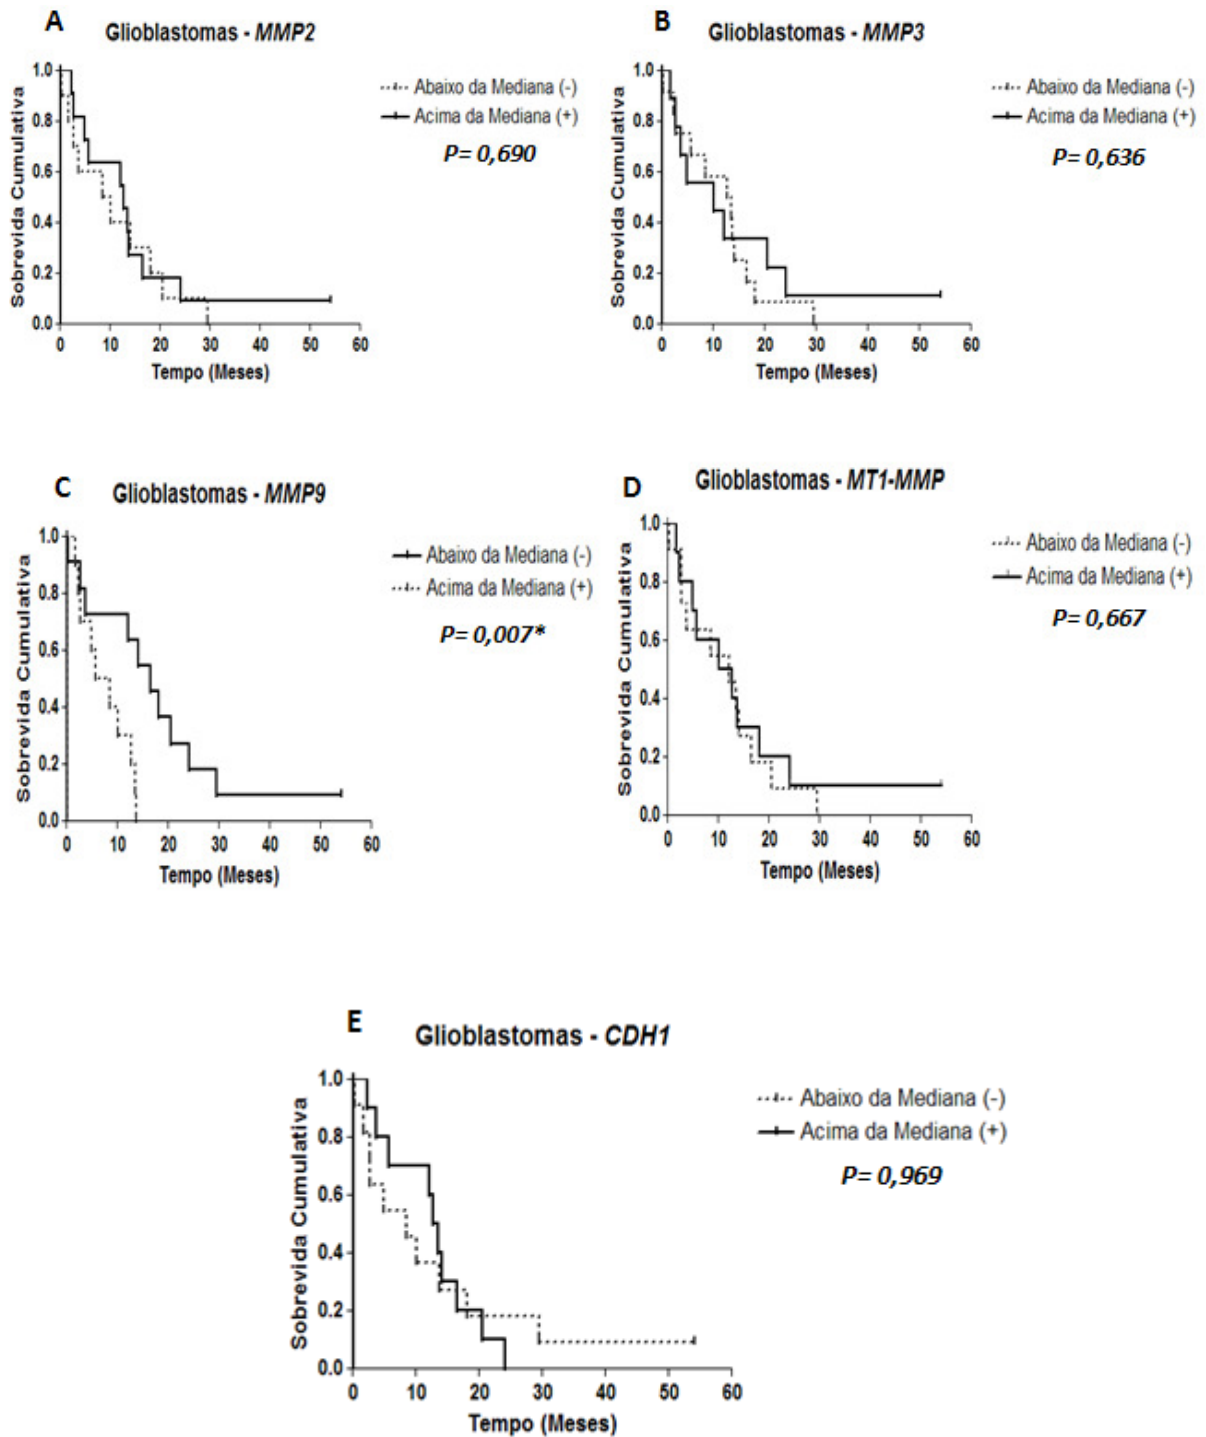 A
Glioblastomas - MMP2
1.0
0.8
0.6
0.4
0.2
0.0
Sobrevida Cumulativa
0 10 20 30 40 50 60
Tempo (Meses)
Abaixo da Mediana (-)
Acima da Mediana (+)
P= 0,690
B
Glioblastomas - MMP3
1.0
0.8
0.6
0.4
0.2
0.0
Sobrevida Cumulativa
0 10 20 30 40 50 60
Tempo (Meses)
Abaixo da Mediana (-)
Acima da Mediana (+)
P= 0,636
C
Glioblastomas - MMP9
1.0
0.8
0.6
0.4
0.2
0.0
Sobrevida Cumulativa
0 10 20 30 40 50 60
Tempo (Meses)
Abaixo da Mediana (-)
Acima da Mediana (+)
P= 0,007*
D
Glioblastomas - MT1-MMP
1.0
0.8
0.6
0.4
0.2
0.0
Sobrevida Cumulativa
0 10 20 30 40 50 60
Tempo (Meses)
Abaixo da Mediana (-)
Acima da Mediana (+)
P= 0,667
E
Glioblastomas - CDH1
1.0
0.8
0.6
0.4
0.2
0.0
Sobrevida Cumulativa
0 10 20 30 40 50 60
Tempo (Meses)
Abaixo da Mediana (-)
Acima da Mediana (+)
P= 0,969